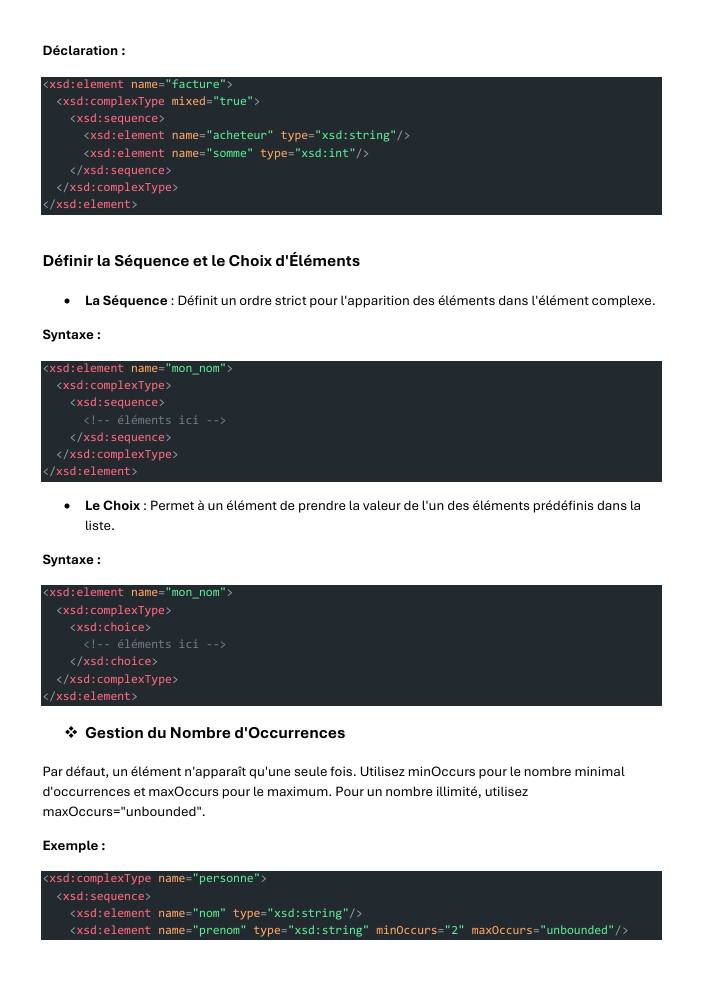 Déclaration :
<xsd:element name="facture">
  <xsd:complexType mixed="true">
    <xsd:sequence>
      <xsd:element name="acheteur" type="xsd:string"/>
      <xsd:element name="somme" type="xsd:int"/>
    </xsd:sequence>
  </xsd:complexType>
</xsd:element>
Définir la Séquence et le Choix d'Éléments
• La Séquence : Définit un ordre strict pour l'apparition des éléments dans l'élément complexe.
Syntaxe :
<xsd:element name="mon_nom">
  <xsd:complexType>
    <xsd:sequence>
      <!-- éléments ici -->
    </xsd:sequence>
  </xsd:complexType>
</xsd:element>
• Le Choix : Permet à un élément de prendre la valeur de l'un des éléments prédéfinis dans la
liste.
Syntaxe :
<xsd:element name="mon_nom">
  <xsd:complexType>
    <xsd:choice>
      <!-- éléments ici -->
    </xsd:choice>
  </xsd:complexType>
</xsd:element>
❖ Gestion du Nombre d'Occurrences
Par défaut, un élément n'apparaît qu'une seule fois. Utilisez minOccurs pour le nombre minimal
d'occurrences et maxOccurs pour le maximum. Pour un nombre illimité, utilisez
maxOccurs="unbounded".
Exemple :
<xsd:complexType name="personne">
  <xsd:sequence>
    <xsd:element name="nom" type="xsd:string"/>
    <xsd:element name="prenom" type="xsd:string" minOccurs="2" maxOccurs="unbounded"/>